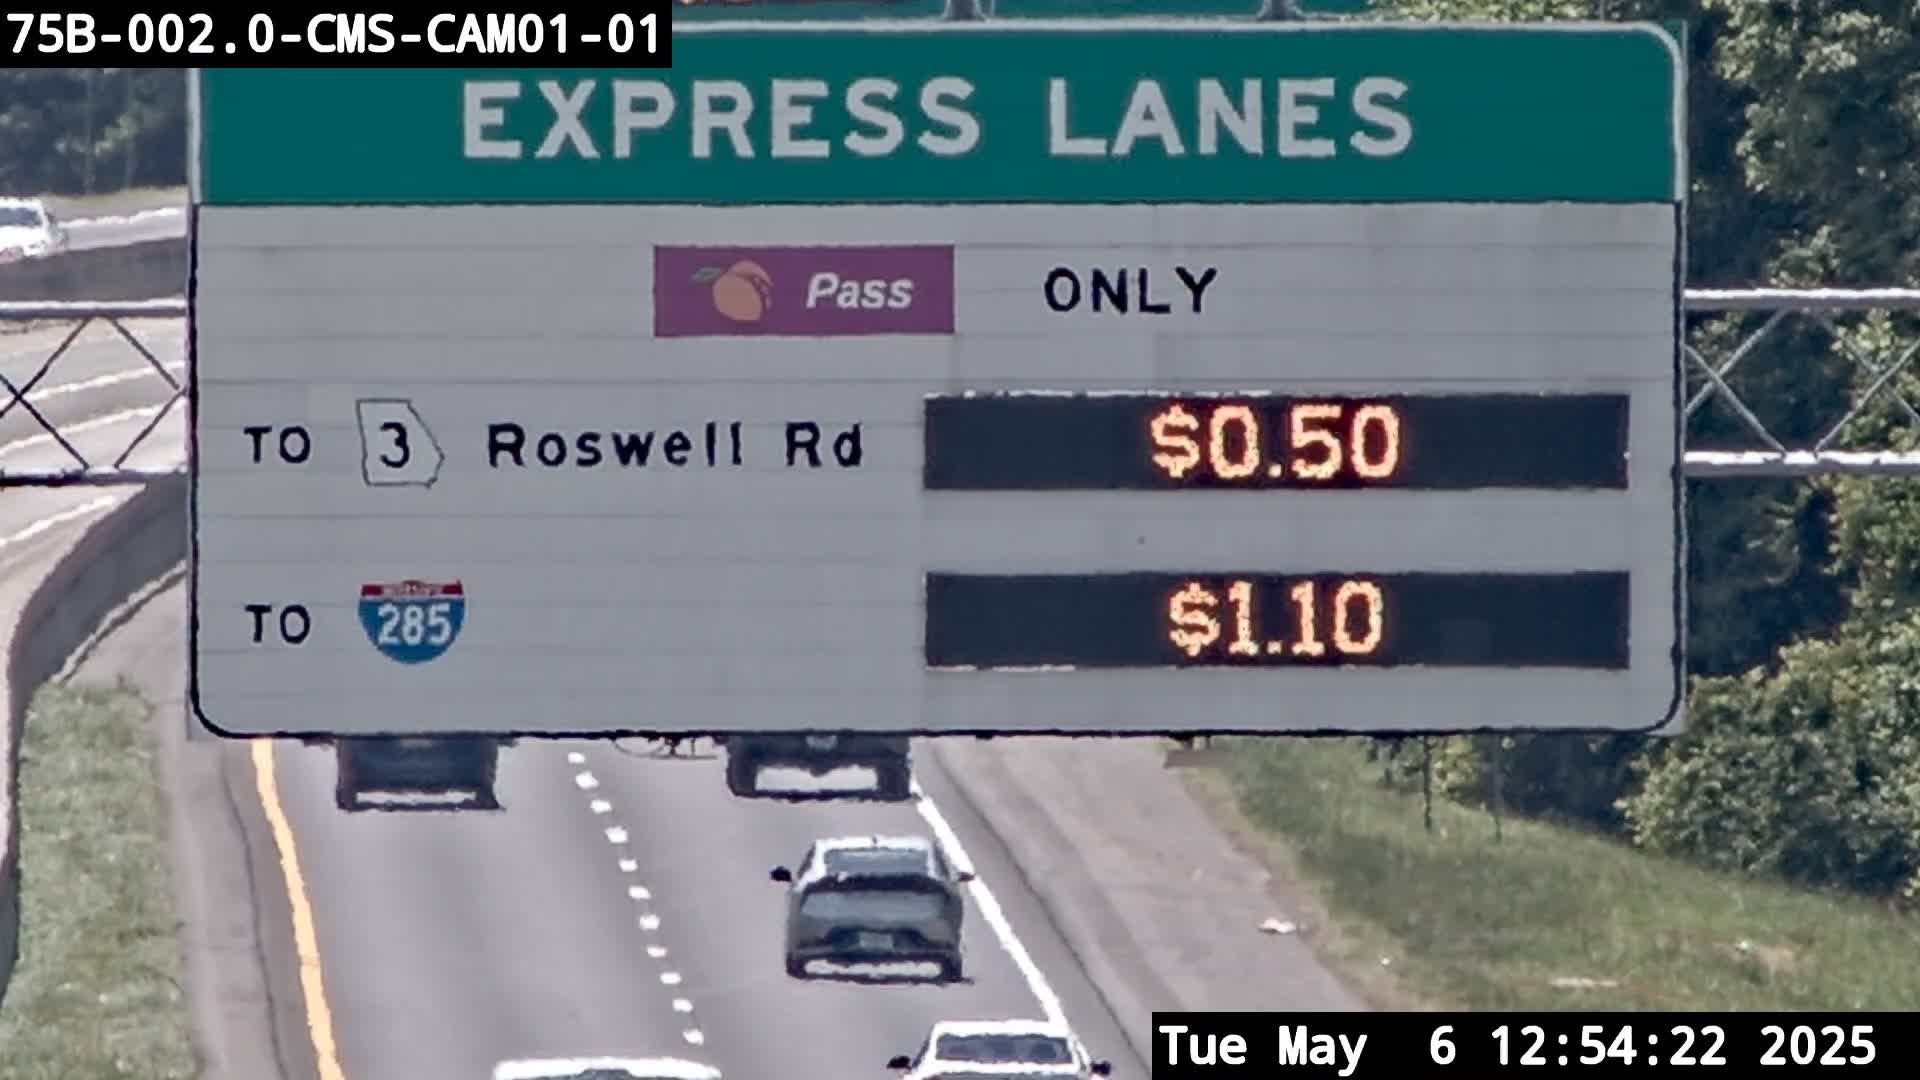 75B-002.0-CMS-CAM01-01
EXPRESS LANES
Pass ONLY
TO 3 Roswell Rd $0.50
TO 285 $1.10
Tue May 6 12:54:22 2025